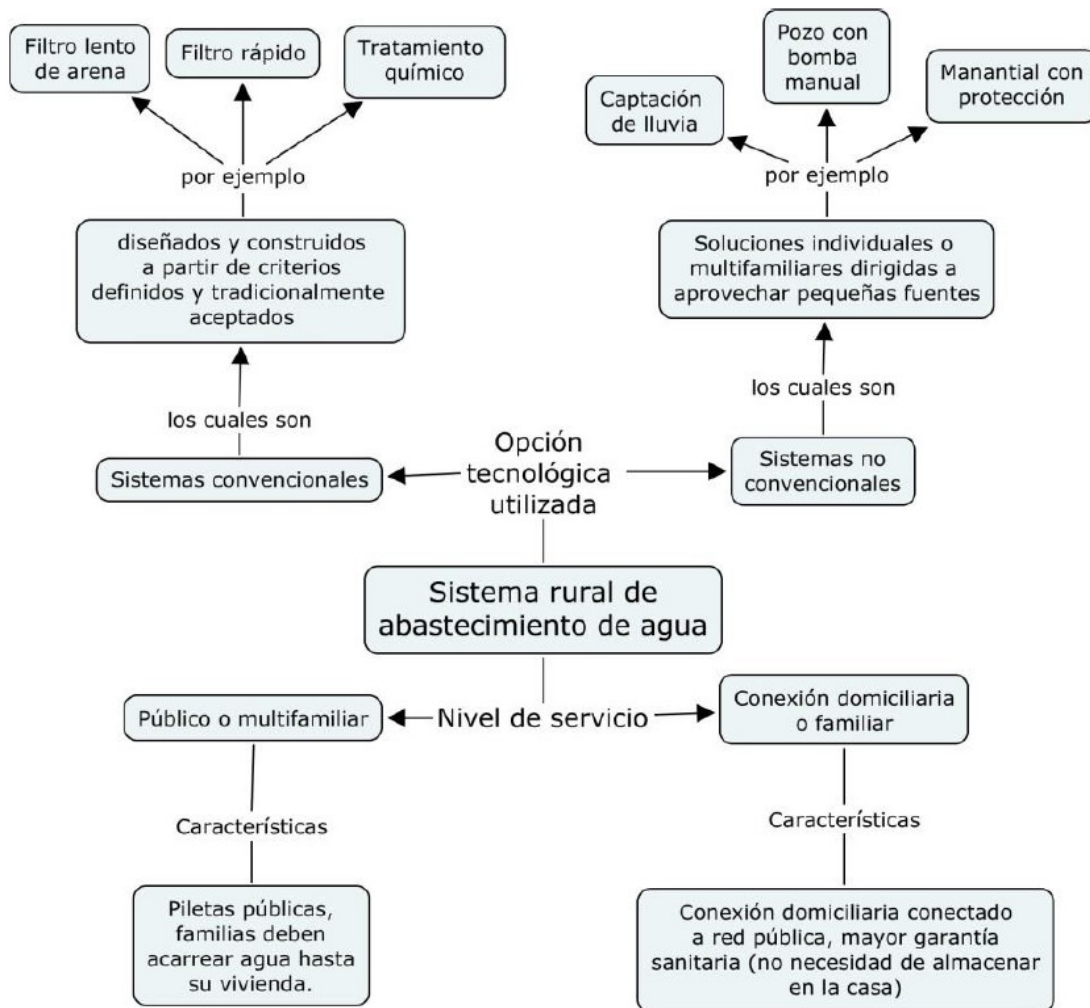 Filtro lento
de arena
Filtro rápido
Tratamiento
químico
por ejemplo
diseñados y construidos
a partir de criterios
definidos y tradicionalmente
aceptados
los cuales son
Sistemas convencionales
Captación
de lluvia
Pozo con
bomba
manual
Manantial con
protección
por ejemplo
Soluciones individuales o
multifamiliares dirigidas a
aprovechar pequeñas fuentes
los cuales son
Sistemas no
convencionales
Opción
tecnológica
utilizada
Sistema rural de
abastecimiento de agua
Nivel de servicio
Público o multifamiliar
Características
Piletas públicas,
familias deben
acarrear agua hasta
su vivienda.
Conexión domiciliaria
o familiar
Características
Conexión domiciliaria conectado
a red pública, mayor garantía
sanitaria (no necesidad de almacenar
en la casa)